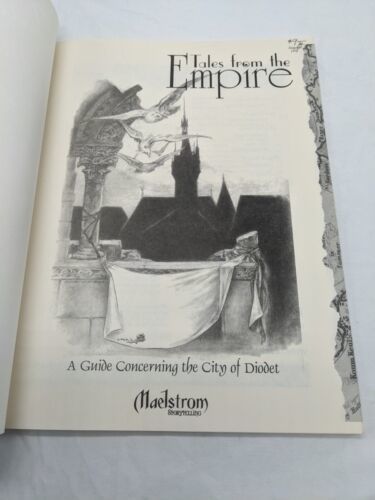 Tales from the
Empire
A Guide Concerning the City of Diodet
Maelstrom
STORYTELLING